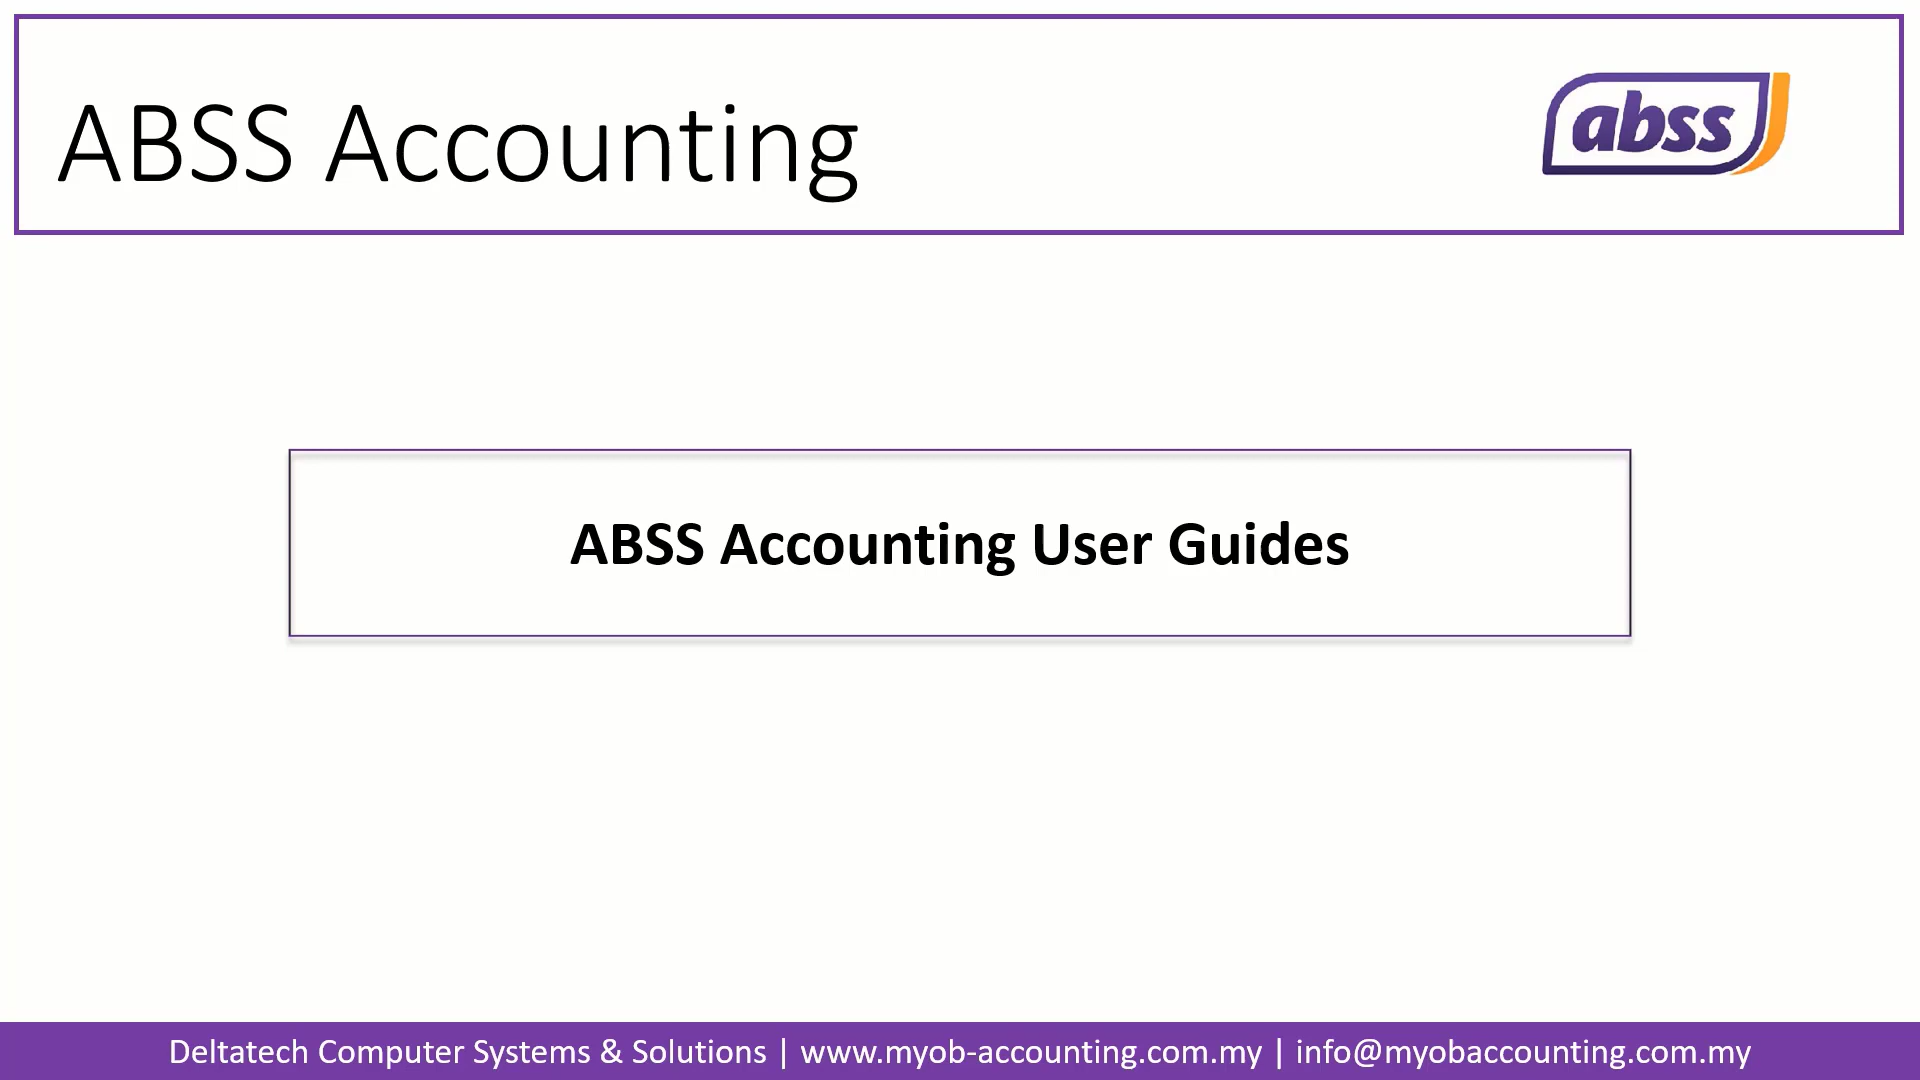 ABSS Accounting
abss
ABSS Accounting User Guides
Deltatech Computer Systems & Solutions | www.myob-accounting.com.my | info@myobaccounting.com.my